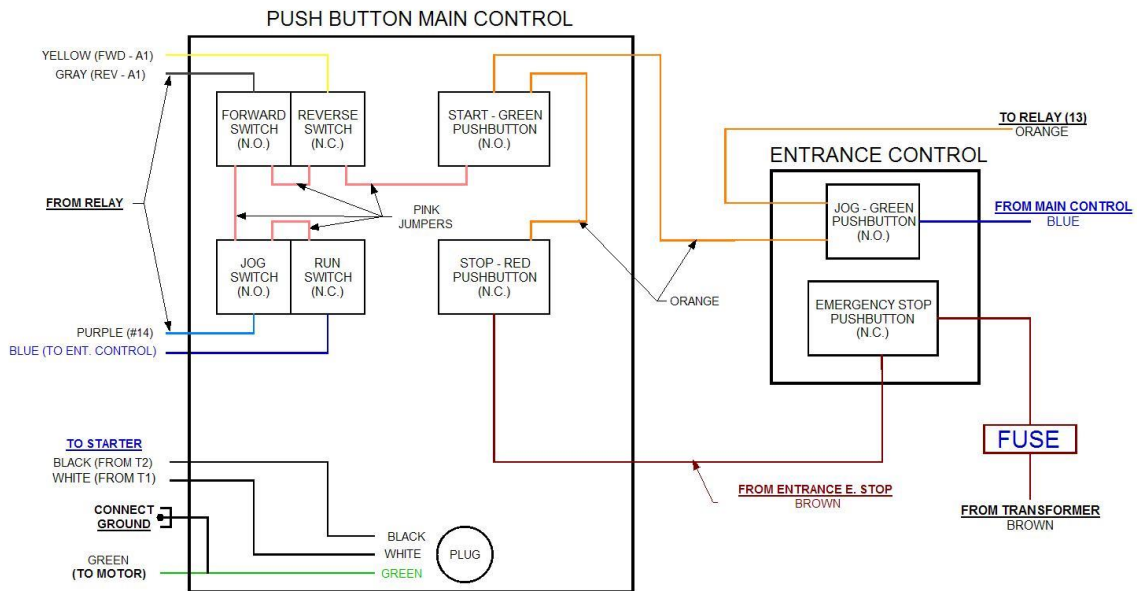 PUSH BUTTON MAIN CONTROL
YELLOW (FWD - A1)
GRAY (REV - A1)
FORWARD
SWITCH
(N.O.)
REVERSE
SWITCH
(N.C.)
START - GREEN
PUSHBUTTON
(N.O.)
TO RELAY (13)
ORANGE
ENTRANCE CONTROL
FROM RELAY
PINK
JUMPERS
JOG - GREEN
PUSHBUTTON
(N.O.)
FROM MAIN CONTROL
BLUE
JOG
SWITCH
(N.O.)
RUN
SWITCH
(N.C.)
STOP - RED
PUSHBUTTON
(N.C.)
ORANGE
EMERGENCY STOP
PUSHBUTTON
(N.C.)
PURPLE (#14)
BLUE (TO ENT. CONTROL)
TO STARTER
BLACK (FROM T2)
WHITE (FROM T1)
FUSE
FROM ENTRANCE E. STOP
BROWN
CONNECT
GROUND
FROM TRANSFORMER
BROWN
BLACK
WHITE
GREEN
PLUG
GREEN
(TO MOTOR)